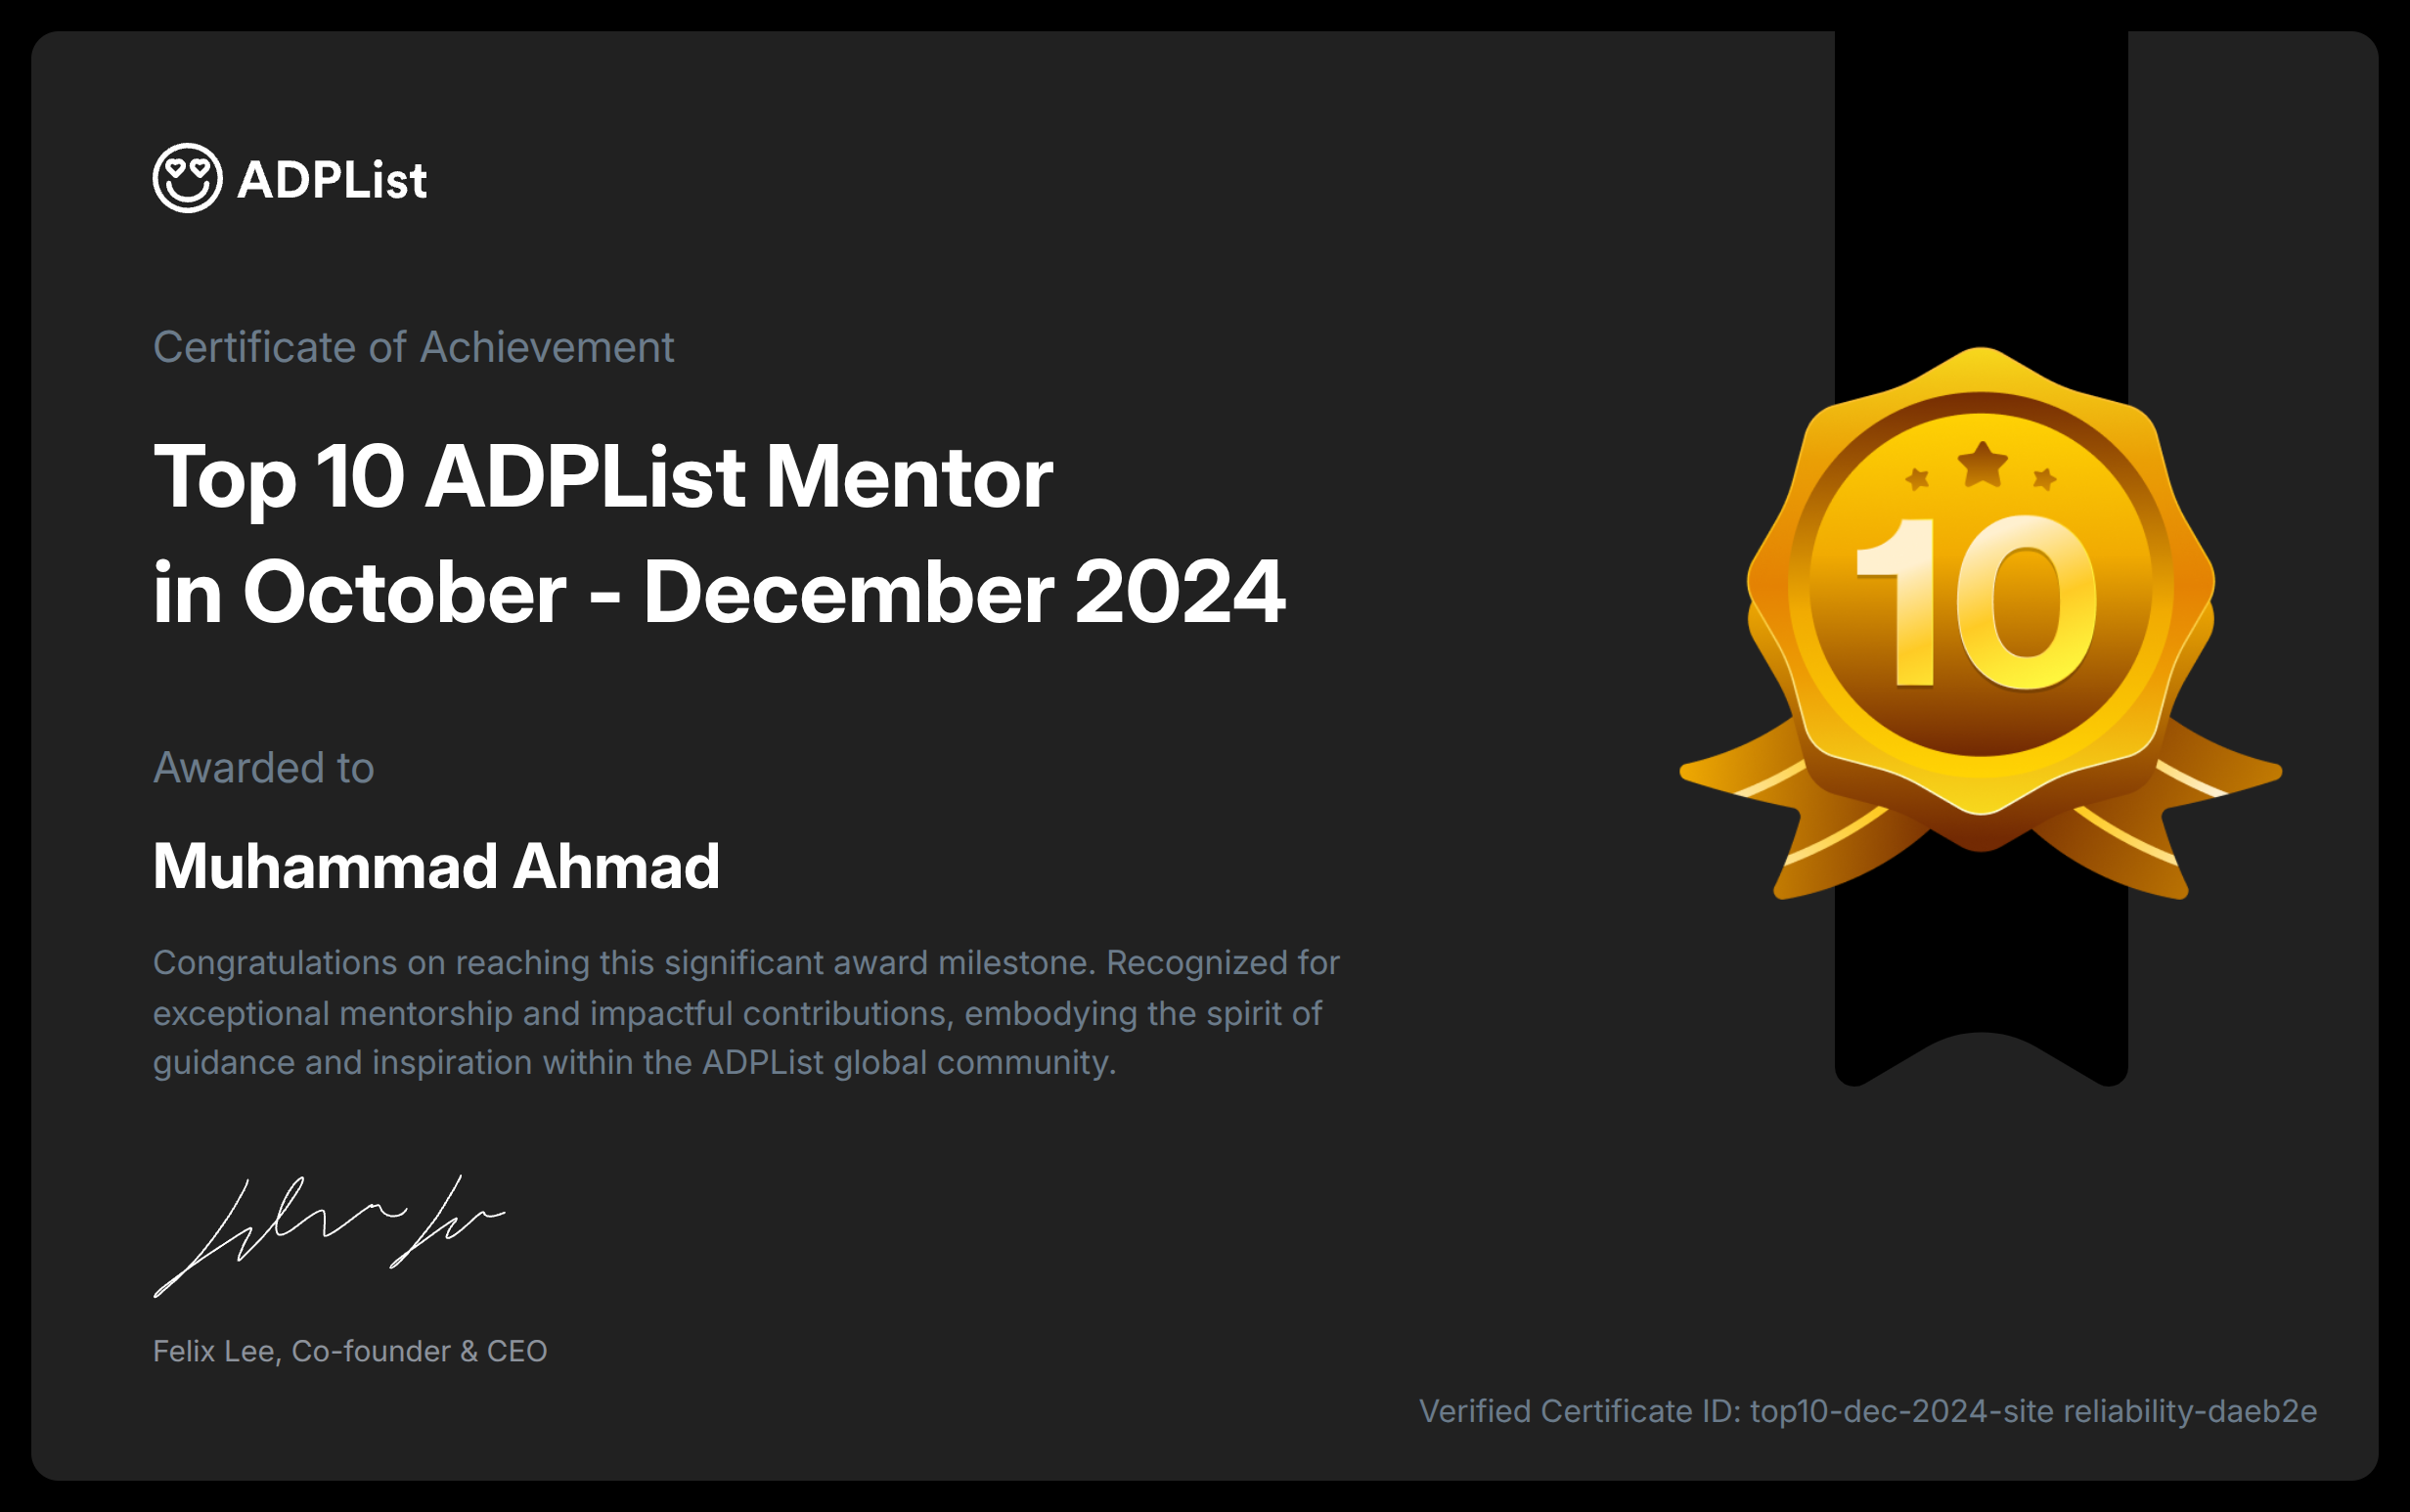 ADPList
Certificate of Achievement
Top 10 ADPList Mentor
in October - December 2024
10
Awarded to
Muhammad Ahmad
Congratulations on reaching this significant award milestone. Recognized for
exceptional mentorship and impactful contributions, embodying the spirit of
guidance and inspiration within the ADPList global community.
Felix Lee, Co-founder & CEO
Verified Certificate ID: top10-dec-2024-site reliability-daeb2e